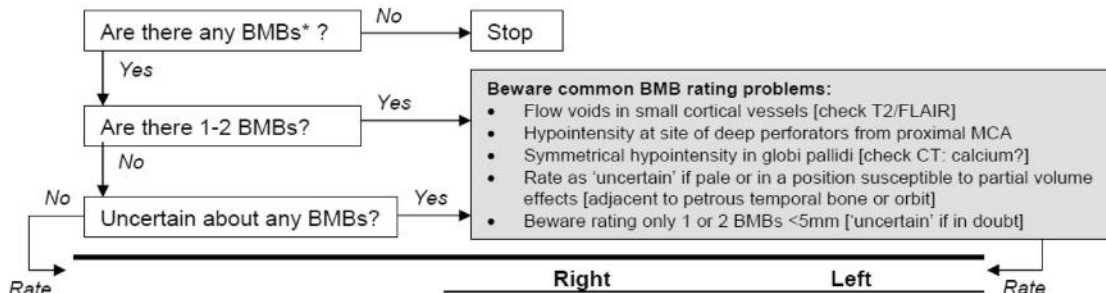 Are there any BMBs* ?
No
Stop
Yes
Are there 1-2 BMBs?
Yes
No
Uncertain about any BMBs?
No
Yes
Beware common BMB rating problems:
• Flow voids in small cortical vessels [check T2/FLAIR]
• Hypointensity at site of deep perforators from proximal MCA
• Symmetrical hypointensity in globi pallidi [check CT: calcium?]
• Rate as ‘uncertain’ if pale or in a position susceptible to partial volume
effects [adjacent to petrous temporal bone or orbit]
• Beware rating only 1 or 2 BMBs <5mm [‘uncertain’ if in doubt]
Rate
Right Left
Rate